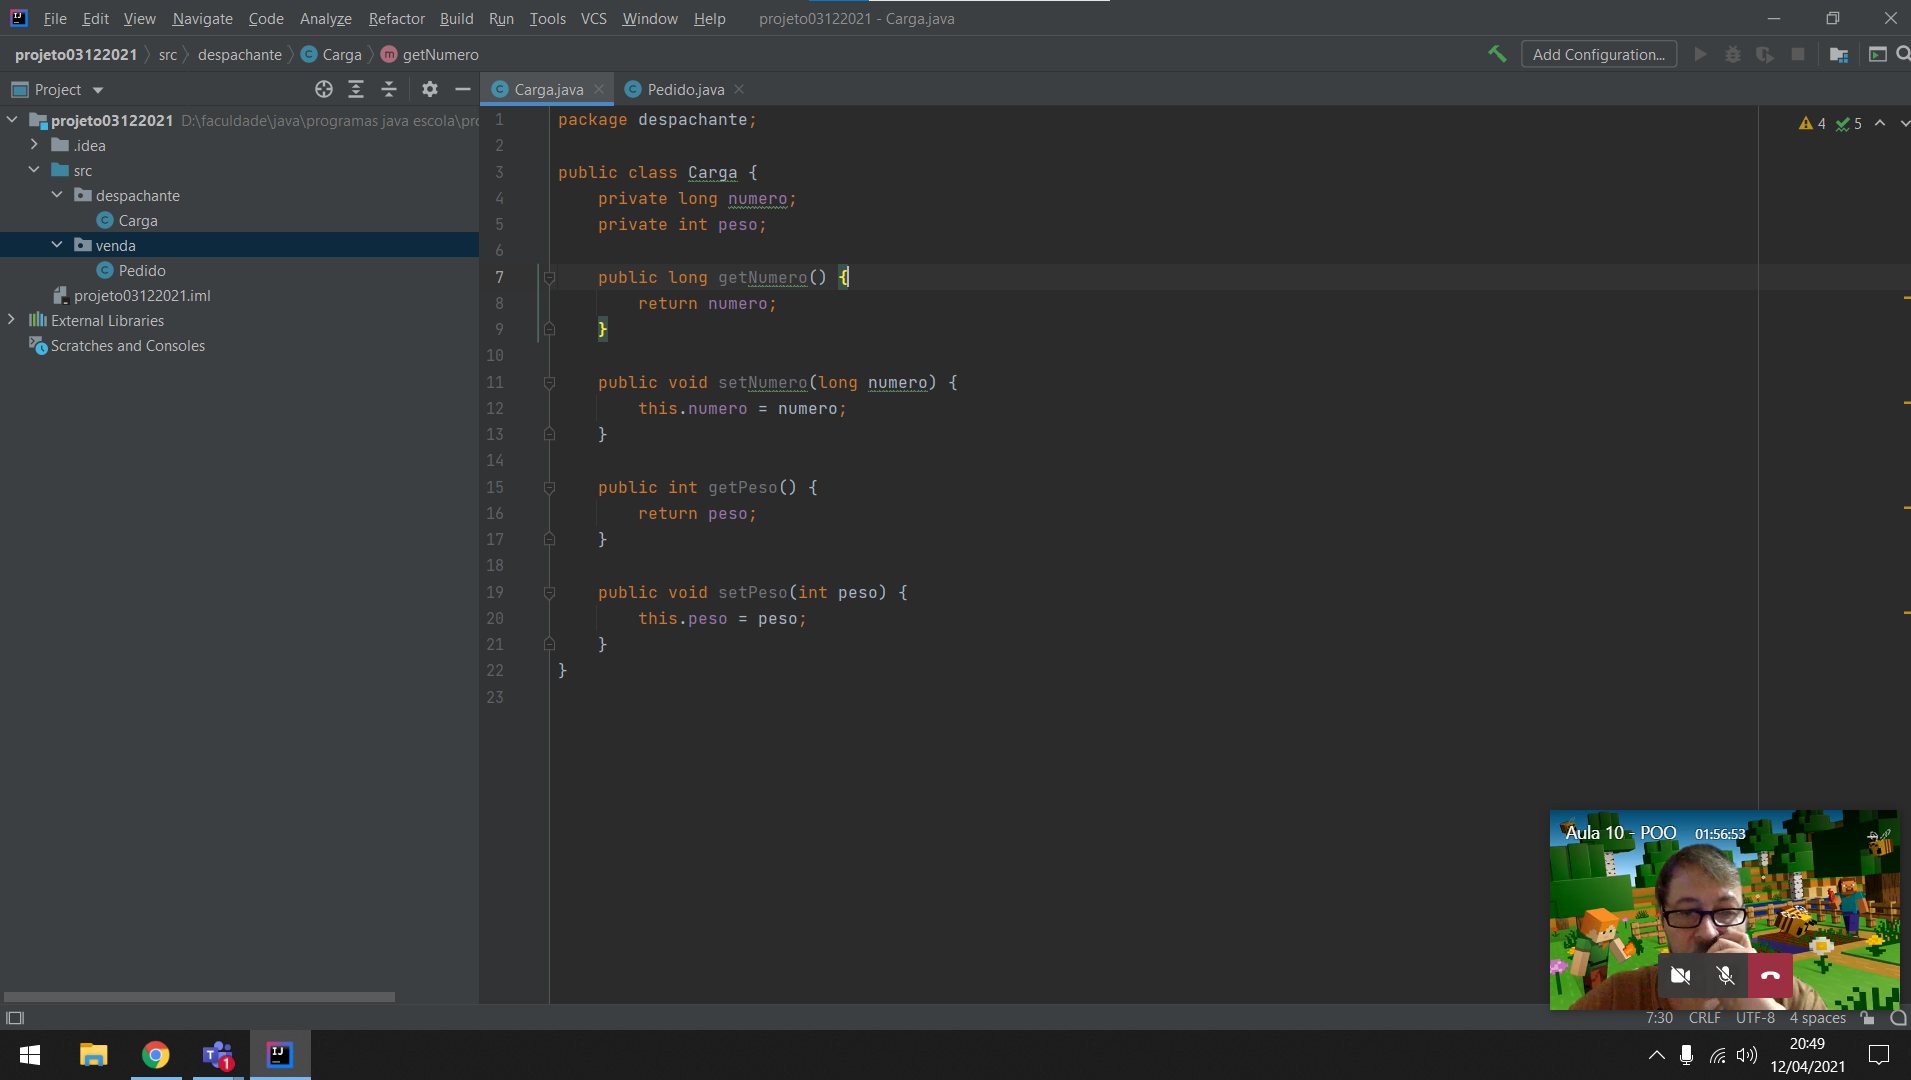 File Edit View Navigate Code Analyze Refactor Build Run Tools VCS Window Help projeto03122021 - Carga.java
projeto03122021 src despachante Carga getNumero
Add Configuration...
Project
Carga.java Pedido.java
projeto03122021 D:\faculdade\java\programas java escola\pro
.idea
src
despachante
Carga
venda
Pedido
projeto03122021.iml
External Libraries
Scratches and Consoles
4 5
1 package despachante;
2
3 public class Carga {
4 private long numero;
5 private int peso;
6
7 public long getNumero() {
8 return numero;
9 }
10
11 public void setNumero(long numero) {
12 this.numero = numero;
13 }
14
15 public int getPeso() {
16 return peso;
17 }
18
19 public void setPeso(int peso) {
20 this.peso = peso;
21 }
22 }
23
Aula 10 - POO 01:56:53
7:30 CRLF UTF-8 4 spaces
1
20:49
12/04/2021